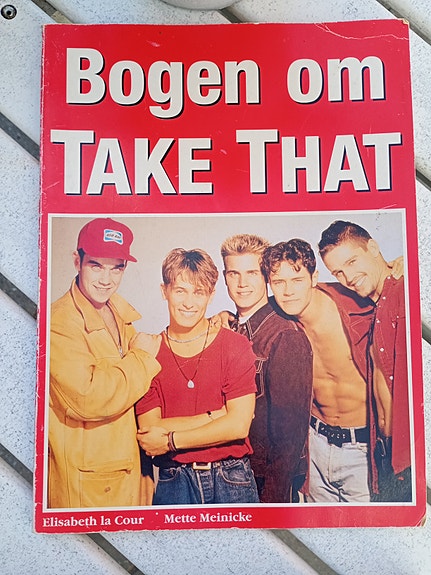 Bogen om
TAKE THAT
Elisabeth la Cour Mette Meinicke